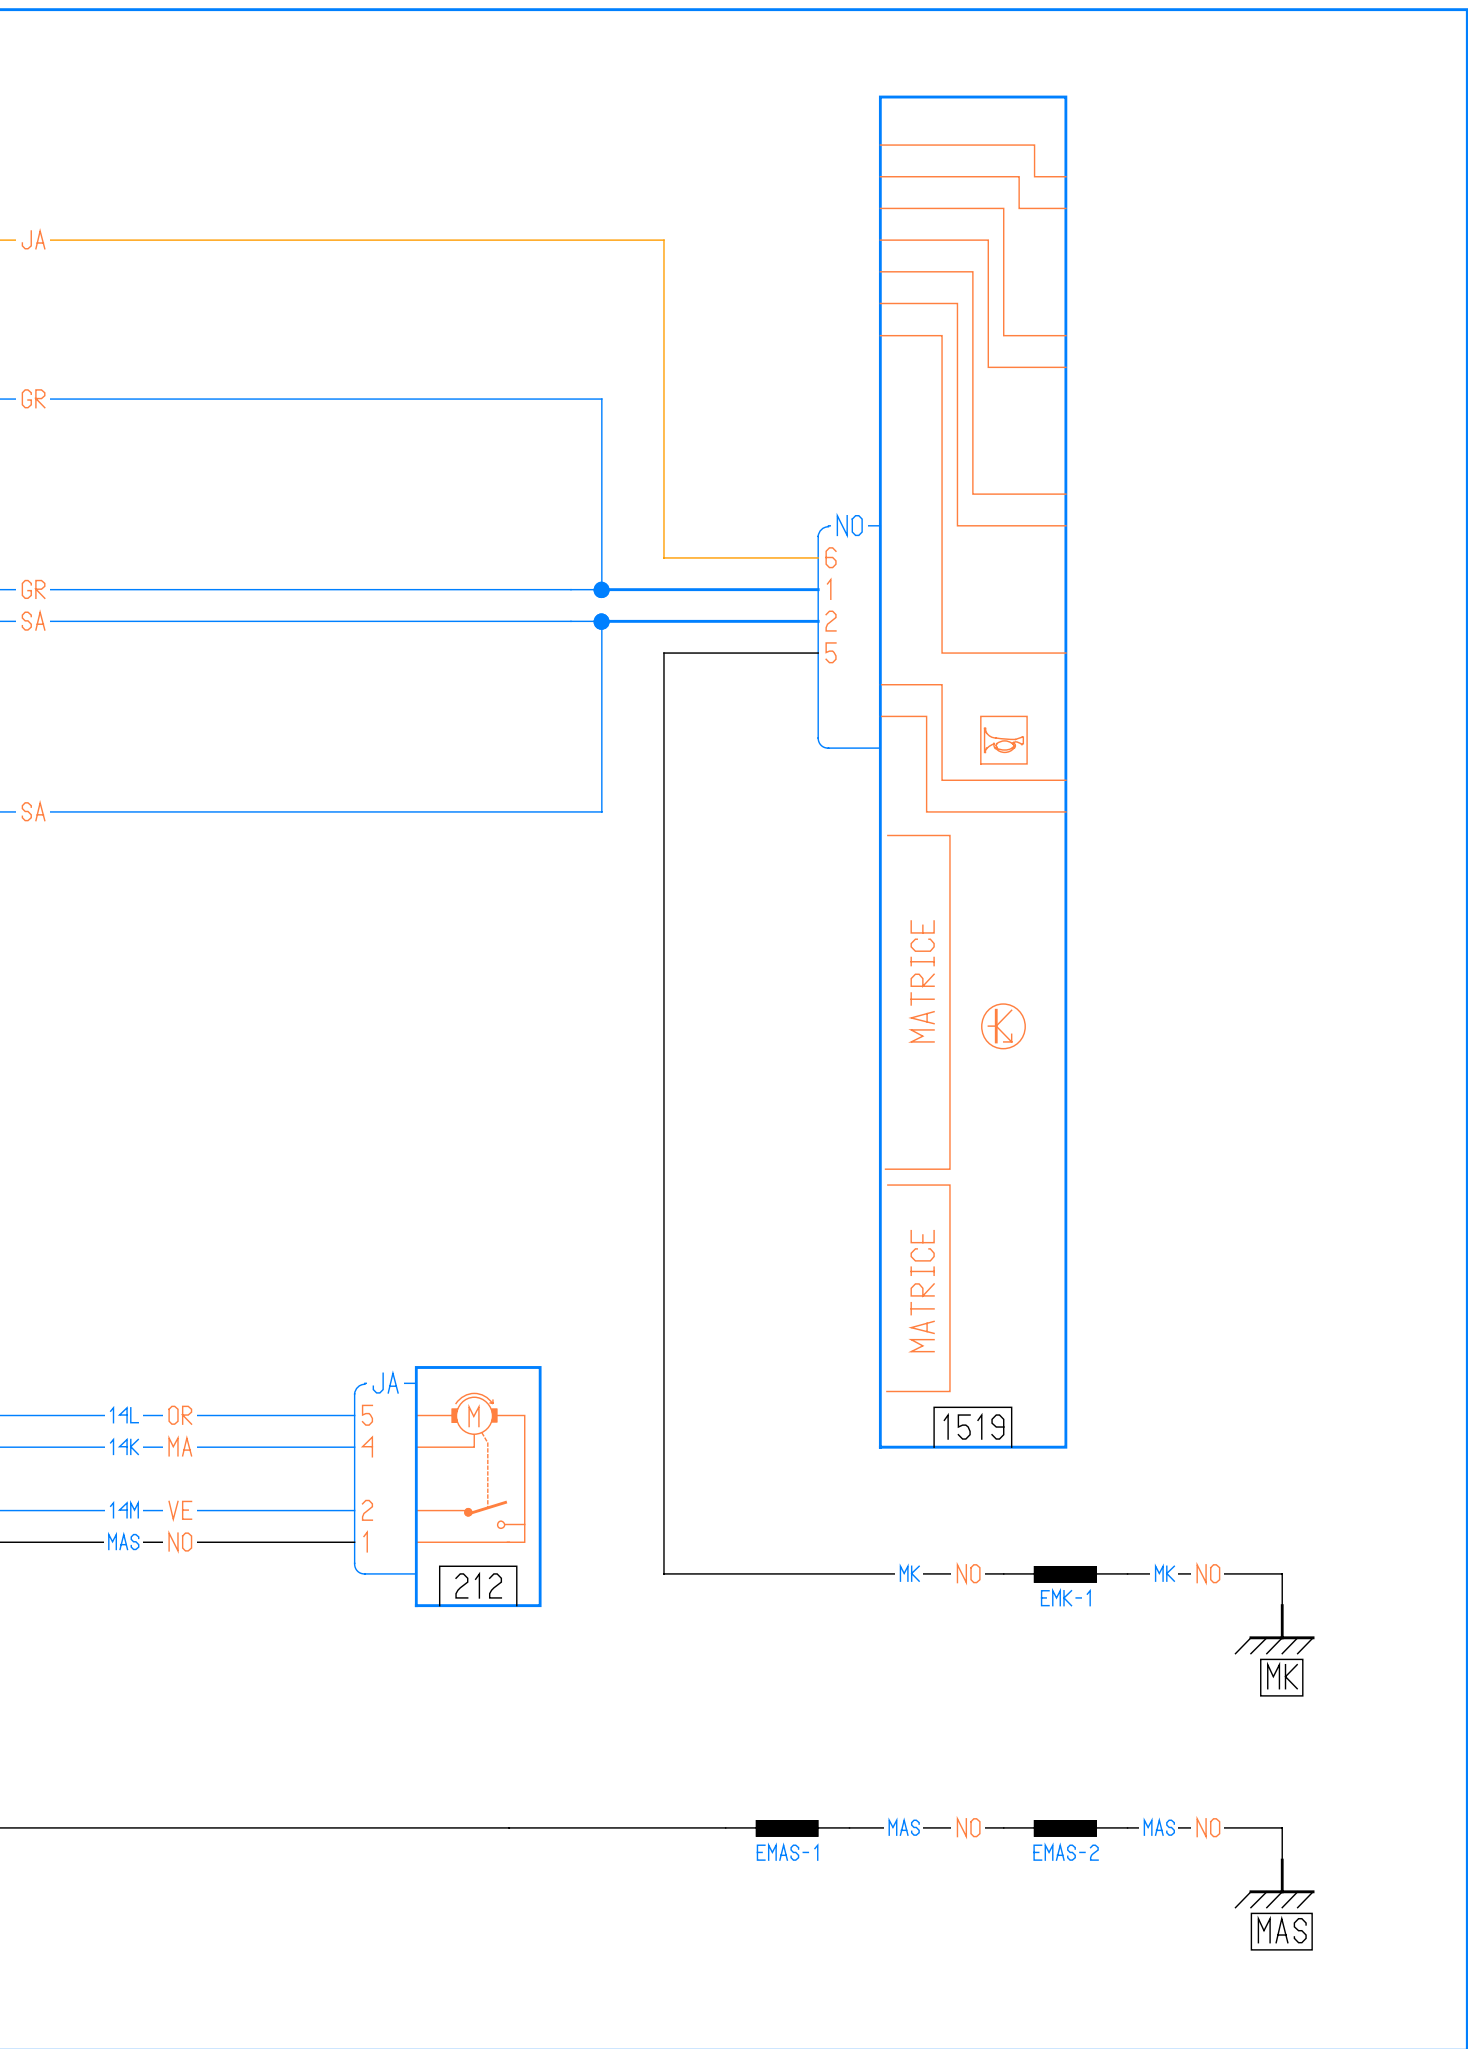 JA
GR
NO
6
GR
1
SA
2
5
SA
MATRICE
MATRICE
JA
14L OR 5
M
1519
14K MA 4
14M VE 2
MAS NO 1
212
MK NO MK NO
EMK-1
MK
MAS NO MAS NO
EMAS-1 EMAS-2
MAS